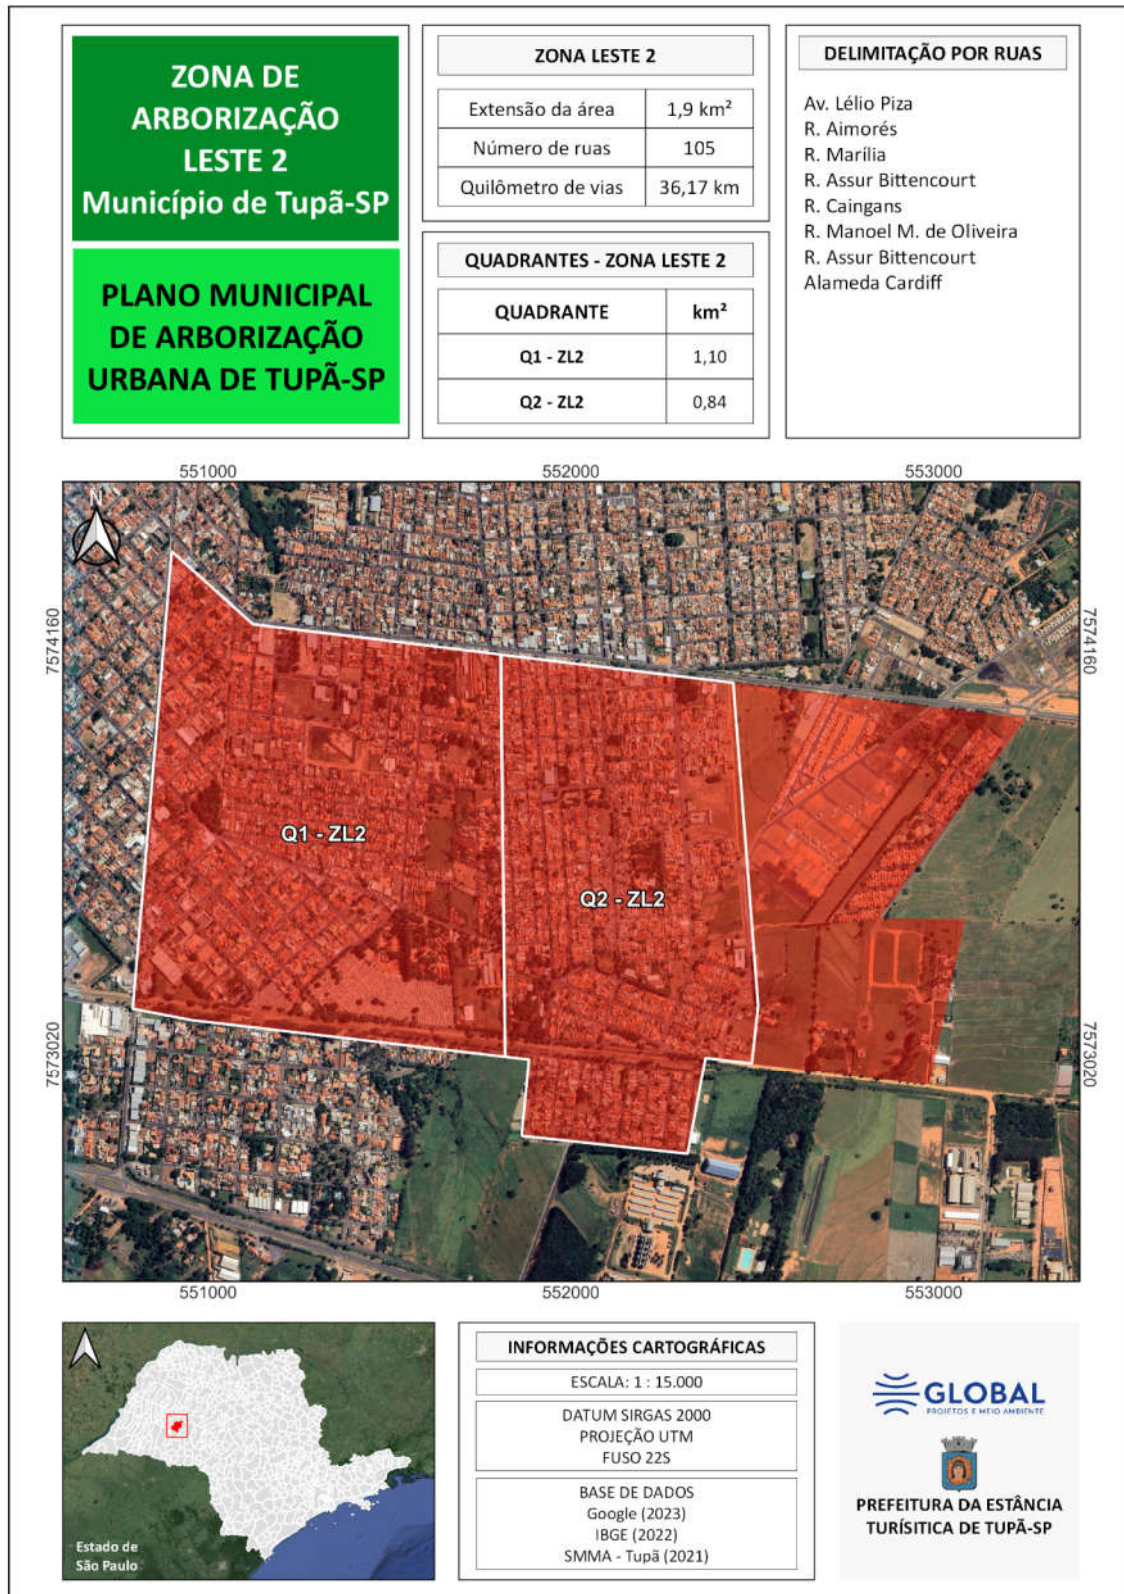 ZONA DE
ARBORIZAÇÃO
LESTE 2
Município de Tupã-SP
PLANO MUNICIPAL
DE ARBORIZAÇÃO
URBANA DE TUPÃ-SP
ZONA LESTE 2
Extensão da área 1,9 km²
Número de ruas 105
Quilômetro de vias 36,17 km
QUADRANTES - ZONA LESTE 2
QUADRANTE km²
Q1 - ZL2 1,10
Q2 - ZL2 0,84
DELIMITAÇÃO POR RUAS
Av. Lélio Piza
R. Aimorés
R. Marília
R. Assur Bittencourt
R. Caingans
R. Manoel M. de Oliveira
R. Assur Bittencourt
Alameda Cardiff
551000 552000 553000
N
7574160 7574160
Q1 - ZL2
Q2 - ZL2
7573020 7573020
551000 552000 553000
Estado de
São Paulo
INFORMAÇÕES CARTOGRÁFICAS
ESCALA: 1 : 15.000
DATUM SIRGAS 2000
PROJEÇÃO UTM
FUSO 22S
BASE DE DADOS
Google (2023)
IBGE (2022)
SMMA - Tupã (2021)
GLOBAL
PROJETOS E MEIO AMBIENTE
PREFEITURA DA ESTÂNCIA
TURÍSITICA DE TUPÃ-SP